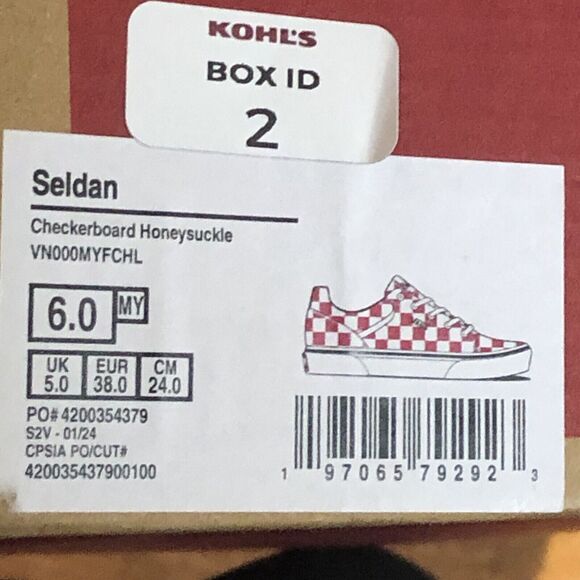 KOHL'S
BOX ID
2
Seldan
Checkerboard Honeysuckle
VN000MYFCHL
6.0 MY
UK EUR CM
5.0 38.0 24.0
PO# 4200354379
S2V - 01/24
CPSIA PO/CUT#
420035437900100
1 97065 79292 3